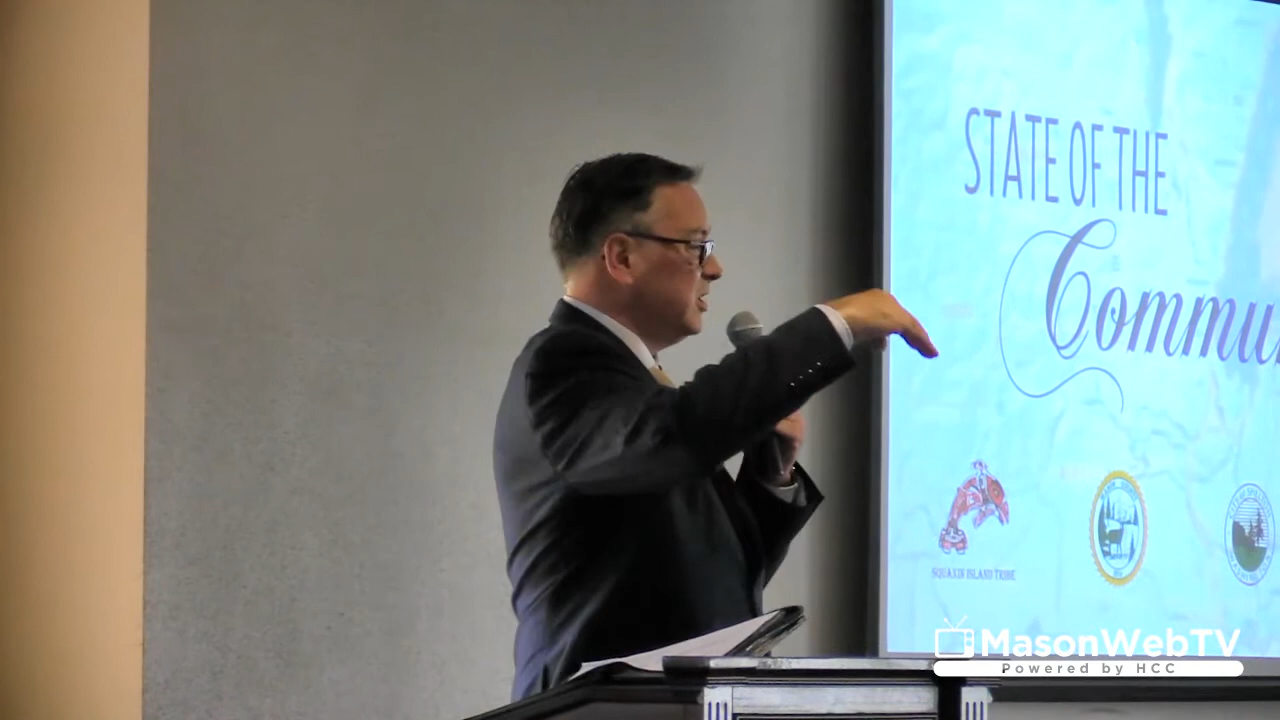 STATE OF THE
Commu
SQUAXIN ISLAND TRIBE
MasonWebTV
Powered by HCC